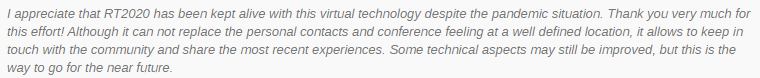 I appreciate that RT2020 has been kept alive with this virtual technology despite the pandemic situation. Thank you very much for
this effort! Although it can not replace the personal contacts and conference feeling at a well defined location, it allows to keep in
touch with the community and share the most recent experiences. Some technical aspects may still be improved, but this is the
way to go for the near future.